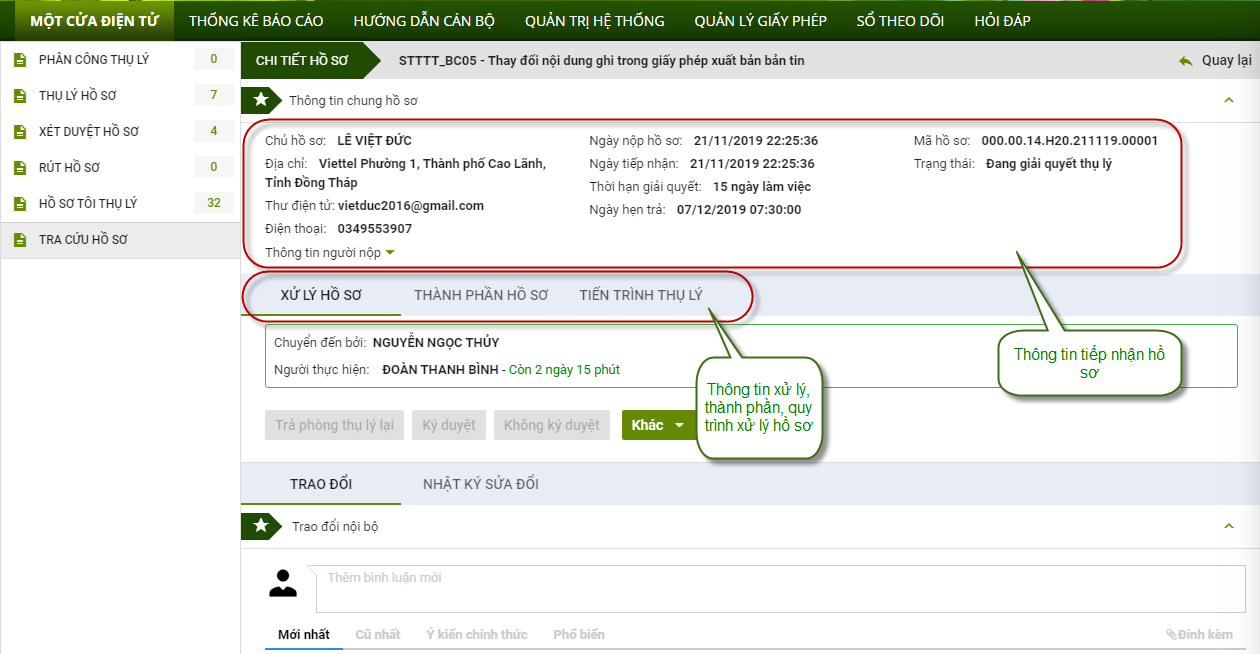 MỘT CỬA ĐIỆN TỬ THỐNG KÊ BÁO CÁO HƯỚNG DẪN CÁN BỘ QUẢN TRỊ HỆ THỐNG QUẢN LÝ GIẤY PHÉP SỔ THEO DÕI HỎI ĐÁP
PHÂN CÔNG THỤ LÝ 0
THỤ LÝ HỒ SƠ 7
XÉT DUYỆT HỒ SƠ 4
RÚT HỒ SƠ 0
HỒ SƠ TÔI THỤ LÝ 32
TRA CỨU HỒ SƠ
CHI TIẾT HỒ SƠ STTTT_BC05 - Thay đổi nội dung ghi trong giấy phép xuất bản bản tin Quay lại
Thông tin chung hồ sơ
Chủ hồ sơ: LÊ VIỆT ĐỨC
Địa chỉ: Viettel Phường 1, Thành phố Cao Lãnh,
Tỉnh Đồng Tháp
Thư điện tử: vietduc2016@gmail.com
Điện thoại: 0349553907
Thông tin người nộp
Ngày nộp hồ sơ: 21/11/2019 22:25:36
Ngày tiếp nhận: 21/11/2019 22:25:36
Thời hạn giải quyết: 15 ngày làm việc
Ngày hẹn trả: 07/12/2019 07:30:00
Mã hồ sơ: 000.00.14.H20.211119.00001
Trạng thái: Đang giải quyết thụ lý
XỬ LÝ HỒ SƠ THÀNH PHẦN HỒ SƠ TIẾN TRÌNH THỤ LÝ
Chuyển đến bởi: NGUYỄN NGỌC THỦY
Người thực hiện: ĐOÀN THANH BÌNH - Còn 2 ngày 15 phút
Thông tin xử lý,
thành phần, quy
trình xử lý hồ sơ
Thông tin tiếp nhận hồ
sơ
Trả phòng thụ lý lại Ký duyệt Không ký duyệt Khác
TRAO ĐỔI NHẬT KÝ SỬA ĐỔI
Trao đổi nội bộ
Thêm bình luận mới
Mới nhất Cũ nhất Ý kiến chính thức Phổ biến Đính kèm